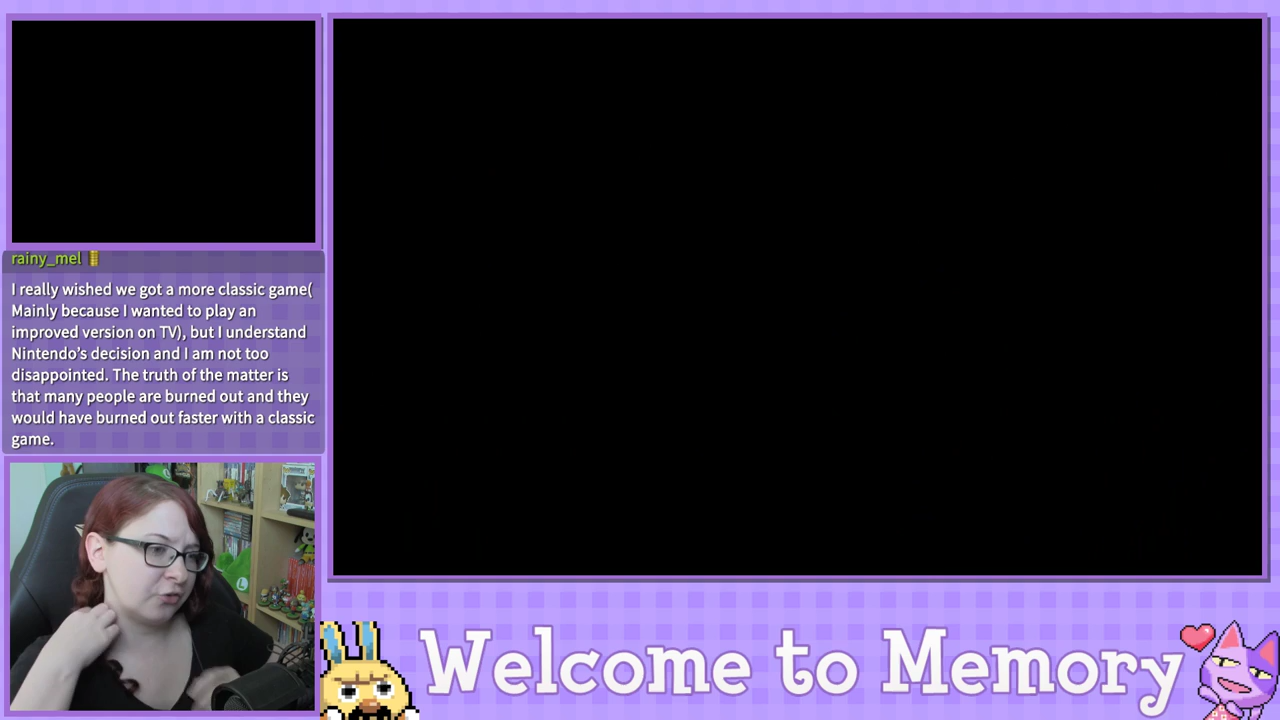 rainy_mel
I really wished we got a more classic game(
Mainly because I wanted to play an
improved version on TV), but I understand
Nintendo’s decision and I am not too
disappointed. The truth of the matter is
that many people are burned out and they
would have burned out faster with a classic
game.
L
Welcome to Memory